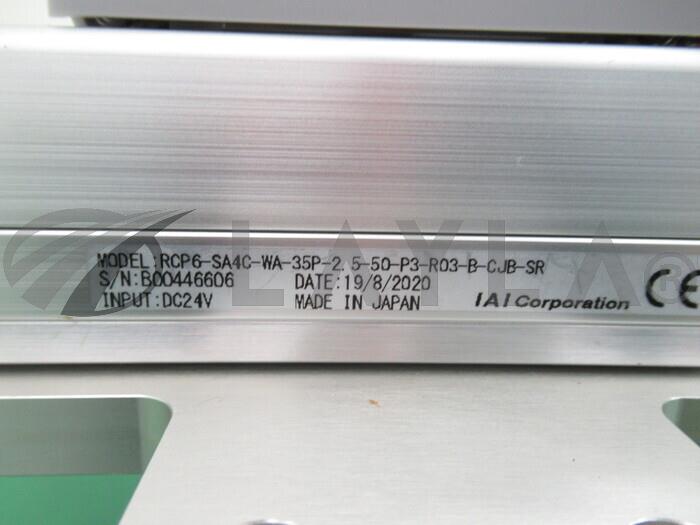 MODEL:RCP6-SA4C-WA-35P-2.5-50-P3-R03-B-CJB-SR
S/N:B00446606 DATE:19/8/2020
INPUT:DC24V MADE IN JAPAN IAI Corporation CE
LAYLA